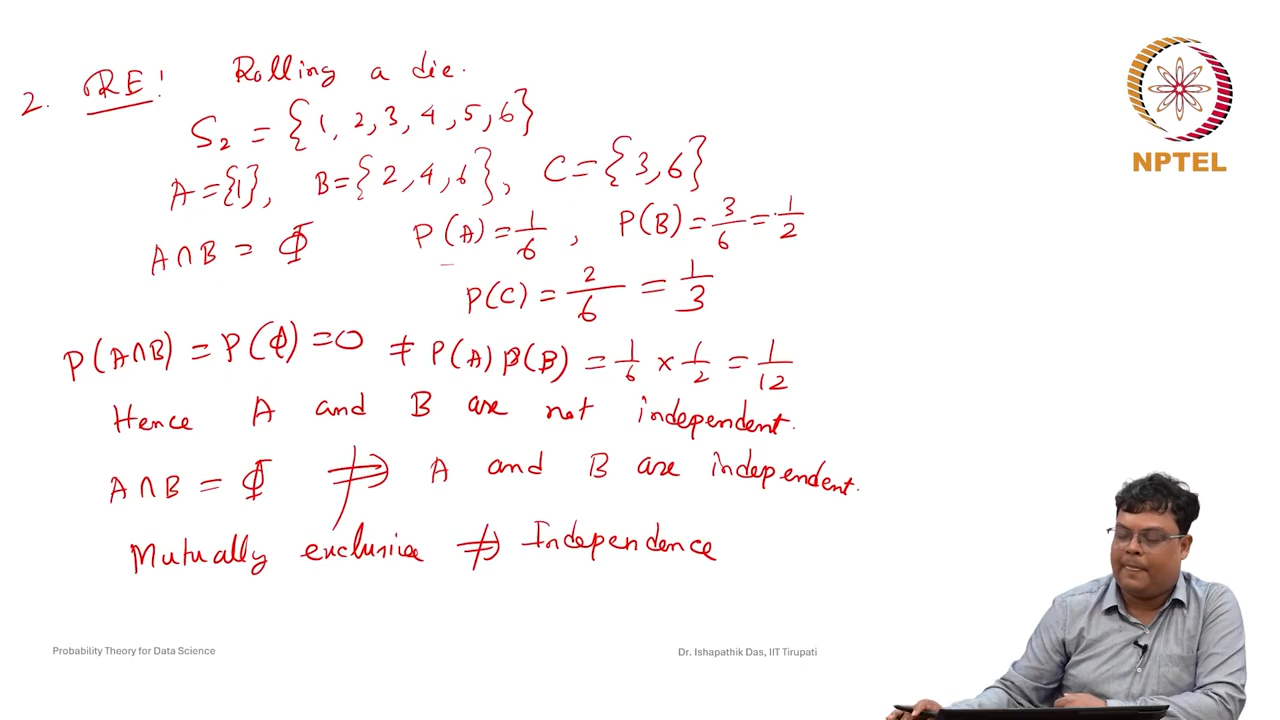 2. RE! Rolling a die.
S₂ = {1, 2, 3, 4, 5, 6}
A = {1}, B = {2, 4, 6}, C = {3, 6}
A∩B = Φ P(A) = 1/6, P(B) = 3/6 = 1/2
P(C) = 2/6 = 1/3
P(A∩B) = P(Φ) = 0 ≠ P(A) P(B) = 1/6 × 1/2 = 1/12
Hence A and B are not independent.
A∩B = Φ ⇏ A and B are independent.
Mutually exclusive ⇏ Independence
NPTEL
Probability Theory for Data Science
Dr. Ishapathik Das, IIT Tirupati